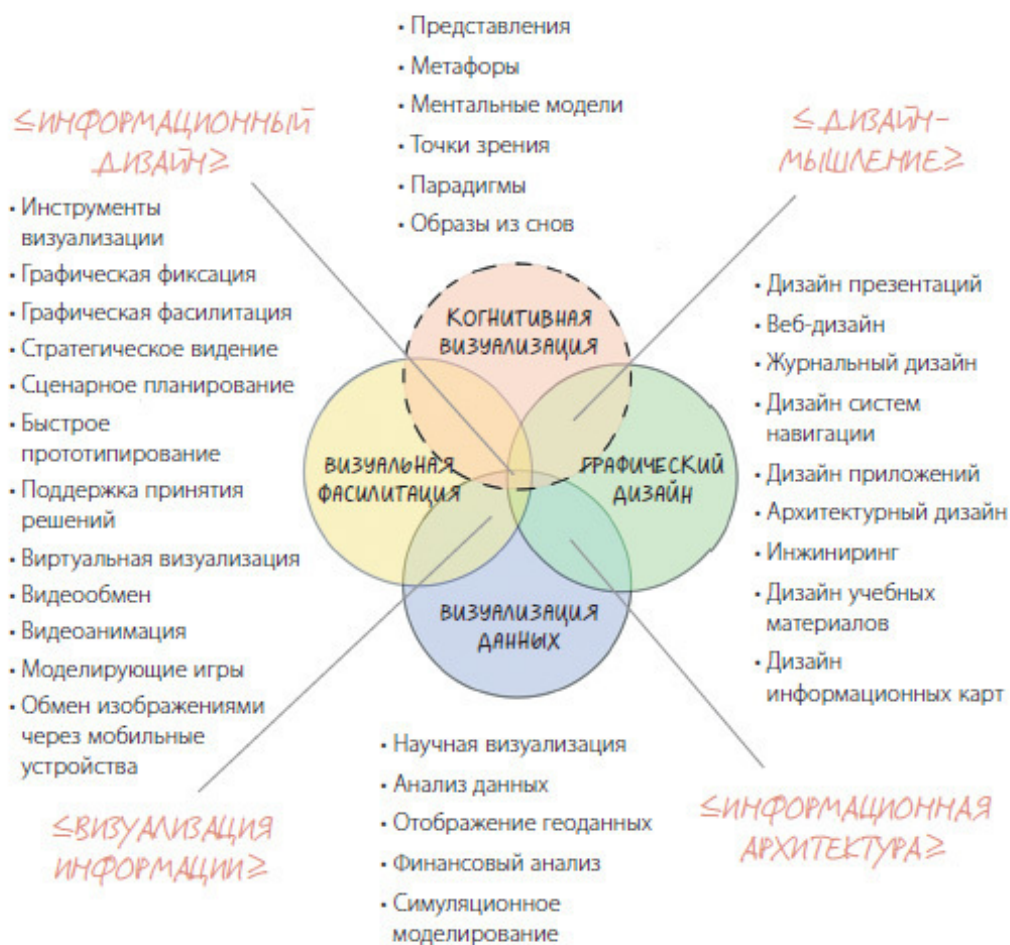 • Представления
• Метафоры
• Ментальные модели
• Точки зрения
• Парадигмы
• Образы из снов
≤ИНФОРМАЦИОННЫЙ
ДИЗАЙН≥
≤ДИЗАЙН-
МЫШЛЕНИЕ≥
• Инструменты
визуализации
• Графическая фиксация
• Графическая фасилитация
• Стратегическое видение
• Сценарное планирование
• Быстрое
прототипирование
• Поддержка принятия
решений
• Виртуальная визуализация
• Видеообмен
• Видеоанимация
• Моделирующие игры
• Обмен изображениями
через мобильные
устройства
КОГНИТИВНАЯ
ВИЗУАЛИЗАЦИЯ
ВИЗУАЛЬНАЯ
ФАСИЛИТАЦИЯ
ГРАФИЧЕСКИЙ
ДИЗАЙН
ВИЗУАЛИЗАЦИЯ
ДАННЫХ
• Дизайн презентаций
• Веб-дизайн
• Журнальный дизайн
• Дизайн систем
навигации
• Дизайн приложений
• Архитектурный дизайн
• Инжиниринг
• Дизайн учебных
материалов
• Дизайн
информационных карт
≤ВИЗУАЛИЗАЦИЯ
ИНФОРМАЦИИ≥
• Научная визуализация
• Анализ данных
• Отображение геоданных
• Финансовый анализ
• Симуляционное
моделирование
≤ИНФОРМАЦИОННАЯ
АРХИТЕКТУРА≥